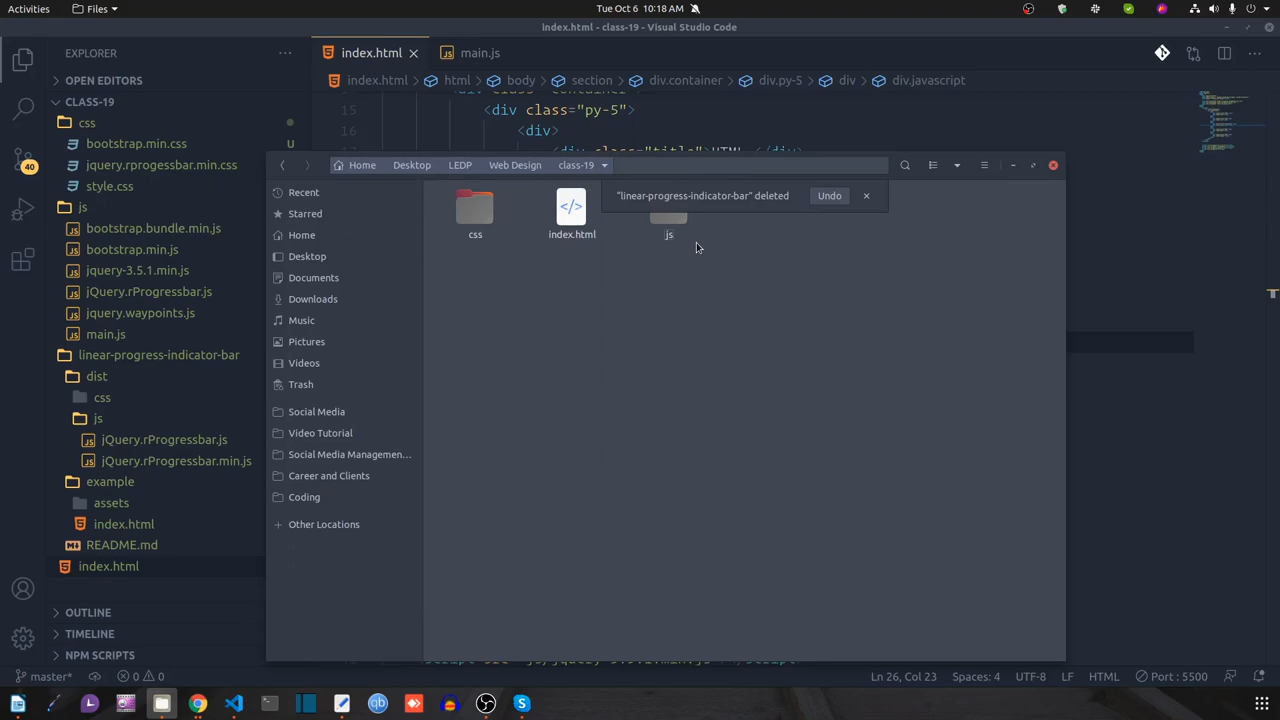 Activities
Files
Tue Oct 6 10:18 AM
index.html - class-19 - Visual Studio Code
EXPLORER
index.html
main.js
OPEN EDITORS
index.html
html
body
section
div.container
div.py-5
div
div.javascript
CLASS-19
css
15
<div class="py-5">
16
<div>
bootstrap.min.css
U
jquery.rprogessbar.min.css
style.css
js
bootstrap.bundle.min.js
bootstrap.min.js
jquery-3.5.1.min.js
jQuery.rProgressbar.js
jquery.waypoints.js
main.js
linear-progress-indicator-bar
dist
css
js
jQuery.rProgressbar.js
jQuery.rProgressbar.min.js
example
assets
index.html
README.md
index.html
OUTLINE
TIMELINE
NPM SCRIPTS
40
Home
Desktop
LEDP
Web Design
class-19
"linear-progress-indicator-bar" deleted
Undo
Recent
Starred
Home
Desktop
Documents
Downloads
Music
Pictures
Videos
Trash
Social Media
Video Tutorial
Social Media Managemen...
Career and Clients
Coding
Other Locations
css
index.html
js
master*
0
0
Ln 26, Col 23
Spaces: 4
UTF-8
LF
HTML
Port : 5500